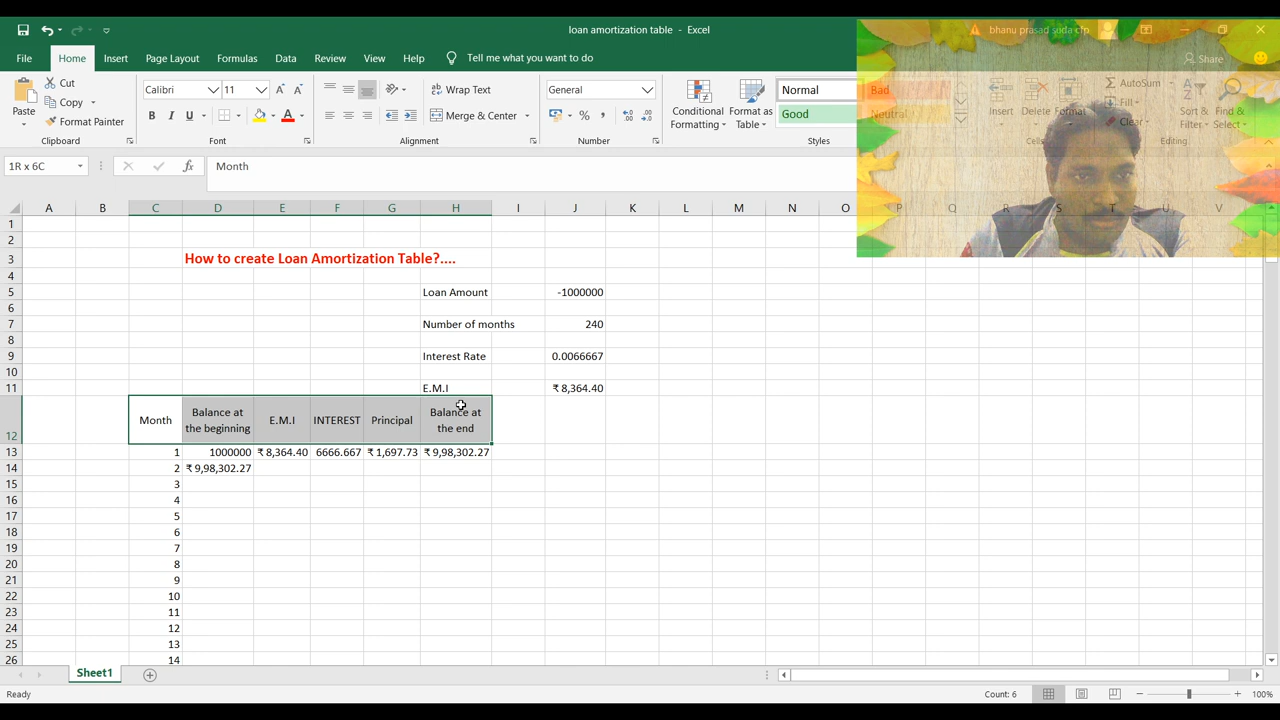 loan amortization table - Excel
bhanu prasad suda cfp
File Home Insert Page Layout Formulas Data Review View Help Tell me what you want to do Share
Paste
Cut
Copy
Format Painter
Clipboard
Calibri 11
B I U
Font
Wrap Text
Merge & Center
Alignment
General
Number
Conditional Formatting
Format as Table
Normal Bad
Good Neutral
Styles
Insert Delete Format
Cells
AutoSum
Fill
Clear
Sort & Filter
Find & Select
Editing
1R x 6C fx Month
A B C D E F G H I J K L M N O P Q R S T U V
1
2
3 How to create Loan Amortization Table?....
4
5 Loan Amount -1000000
6
7 Number of months 240
8
9 Interest Rate 0.0066667
10
11 E.M.I ₹ 8,364.40
12 Month Balance at the beginning E.M.I INTEREST Principal Balance at the end
13 1 1000000 ₹ 8,364.40 6666.667 ₹ 1,697.73 ₹ 9,98,302.27
14 2 ₹ 9,98,302.27
15 3
16 4
17 5
18 6
19 7
20 8
21 9
22 10
23 11
24 12
25 13
26 14
Sheet1
Ready Count: 6 100%